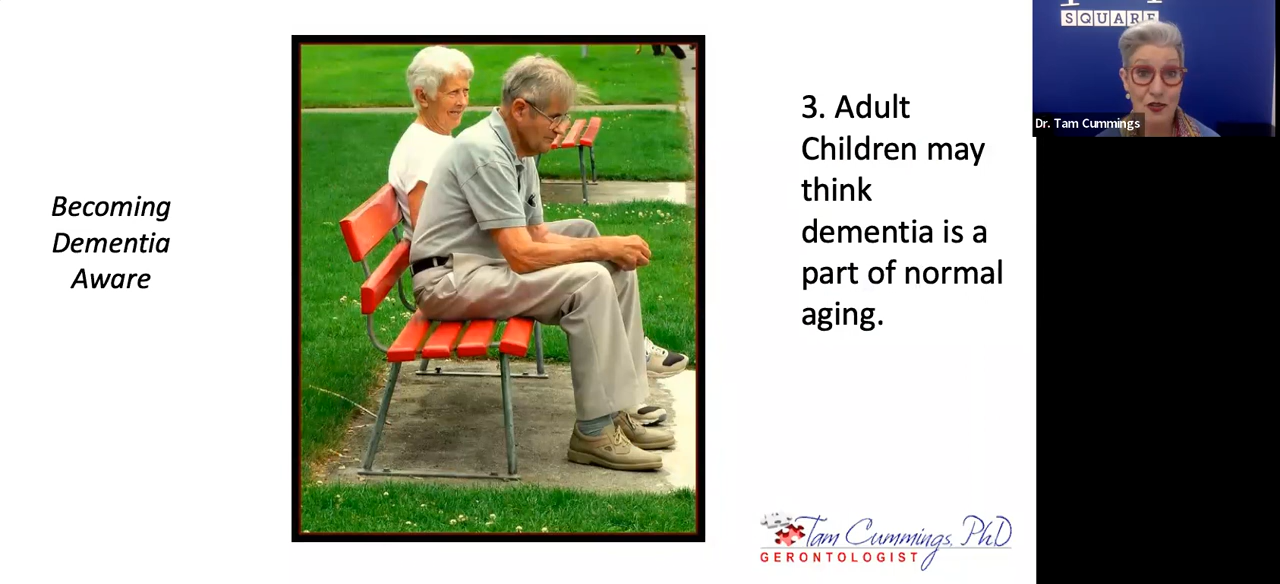 Becoming
Dementia
Aware
3. Adult
Children may
think
dementia is a
part of normal
aging.
Tam Cummings, PhD
GERONTOLOGIST
SQUARE
Dr. Tam Cummings